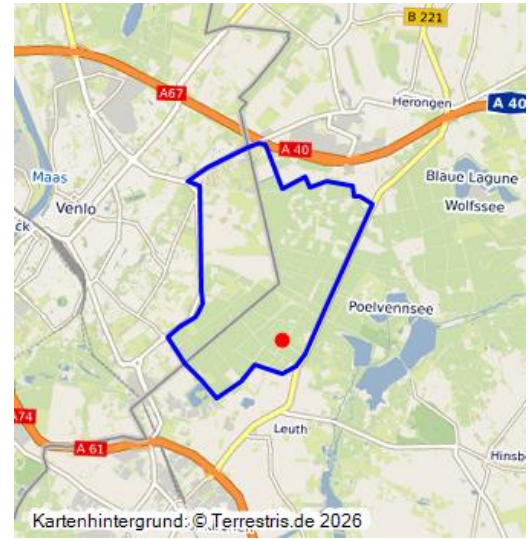 B 221
A67
Herongen
A 40
A 40
Maas
Blaue Lagune
Venlo
Wolfssee
ck
Poelvennsee
A74
A 61
Leuth
Hinsb
Kartenhintergrund: © Terrestris.de 2026